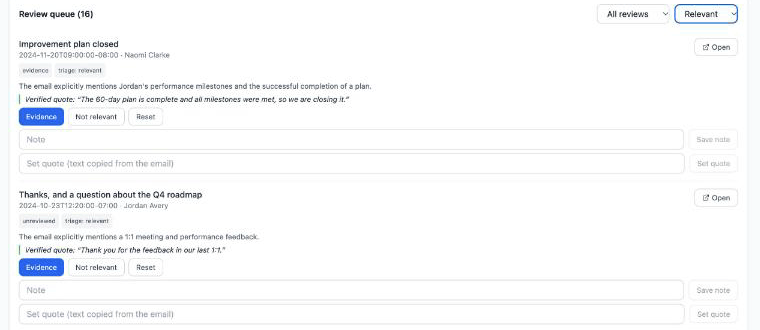 Review queue (16)
All reviews
Relevant
Improvement plan closed
Open
2024-11-20T09:00:00-08:00 · Naomi Clarke
evidence
triage: relevant
The email explicitly mentions Jordan's performance milestones and the successful completion of a plan.
Verified quote: "The 60-day plan is complete and all milestones were met, so we are closing it."
Evidence
Not relevant
Reset
Note
Save note
Set quote (text copied from the email)
Set quote
Thanks, and a question about the Q4 roadmap
Open
2024-10-23T12:20:00-07:00 · Jordan Avery
unreviewed
triage: relevant
The email explicitly mentions a 1:1 meeting and performance feedback.
Verified quote: "Thank you for the feedback in our last 1:1."
Evidence
Not relevant
Reset
Note
Save note
Set quote (text copied from the email)
Set quote